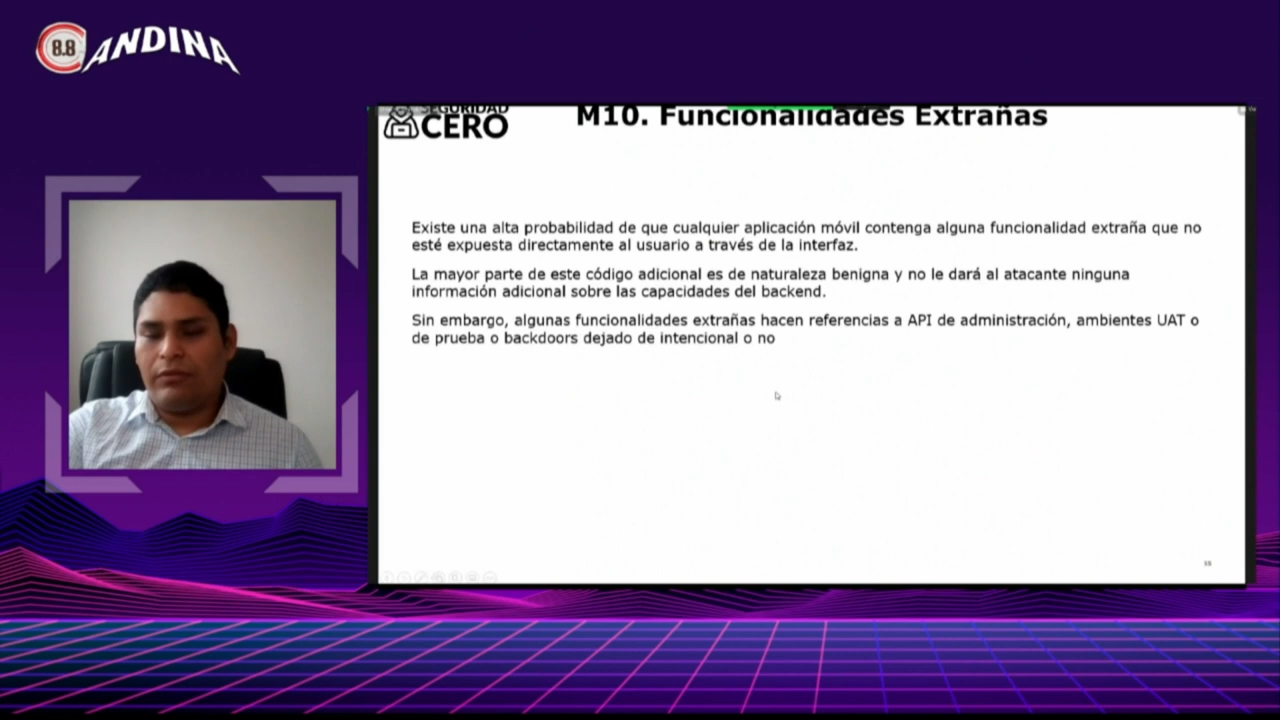 8.8 ANDINA
SEGURIDAD
CERO
M10. Funcionalidades Extrañas
Existe una alta probabilidad de que cualquier aplicación móvil contenga alguna funcionalidad extraña que no
esté expuesta directamente al usuario a través de la interfaz.
La mayor parte de este código adicional es de naturaleza benigna y no le dará al atacante ninguna
información adicional sobre las capacidades del backend.
Sin embargo, algunas funcionalidades extrañas hacen referencias a API de administración, ambientes UAT o
de prueba o backdoors dejado de intencional o no